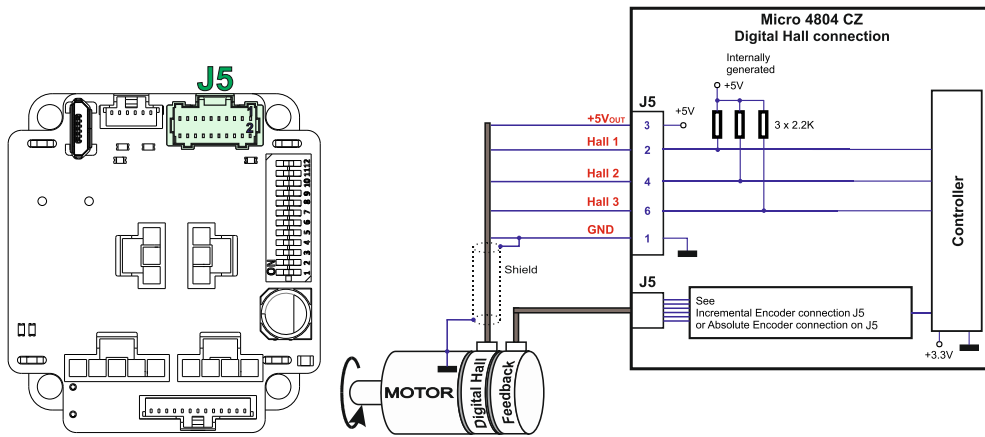 J5
1
2
12
11
10
9
8
7
6
5
4
3
2
1
ON
Micro 4804 CZ
Digital Hall connection
Internally
generated
+5V
J5
+5VOUT
3
+5V
3 x 2.2K
Hall 1
2
Hall 2
4
Hall 3
6
GND
1
Controller
Shield
J5
See
Incremental Encoder connection J5
or Absolute Encoder connection on J5
+3.3V
MOTOR
Digital Hall
Feedback